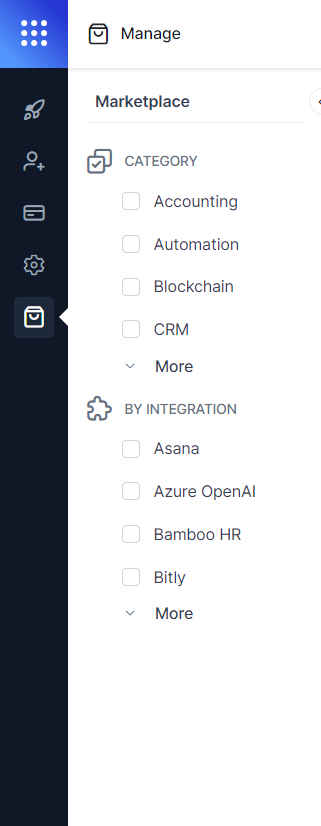 Manage
Marketplace
CATEGORY
Accounting
Automation
Blockchain
CRM
More
BY INTEGRATION
Asana
Azure OpenAI
Bamboo HR
Bitly
More